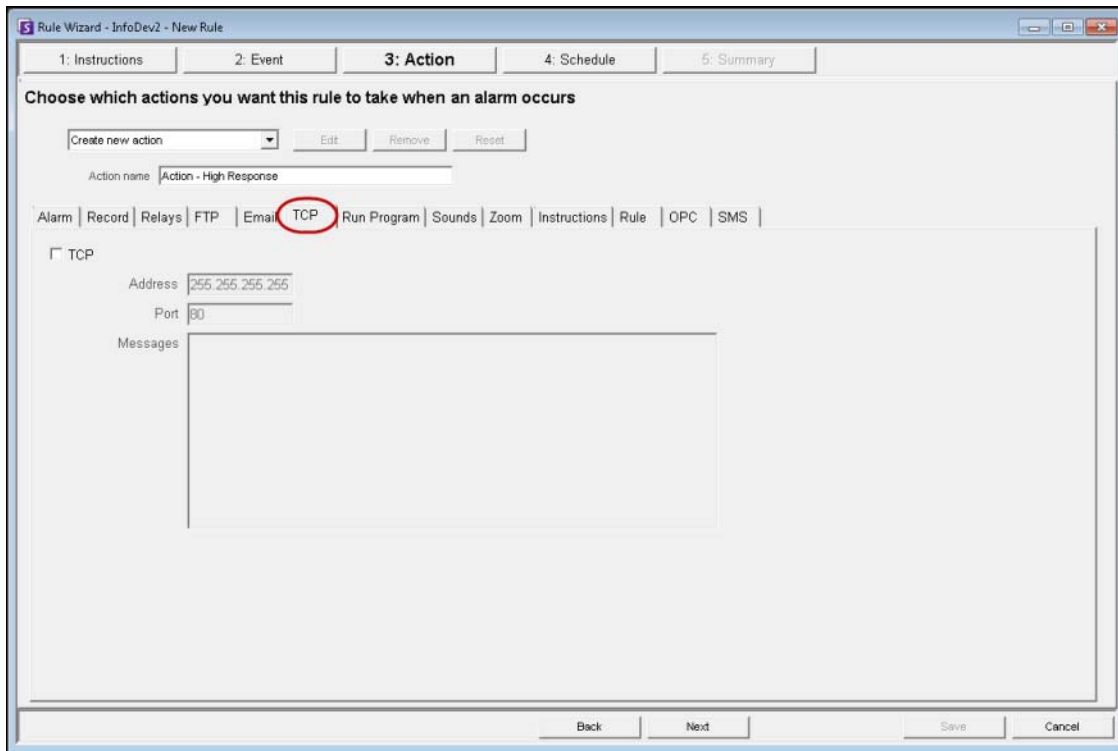 Rule Wizard - InfoDev2 - New Rule
1: Instructions 2: Event 3: Action 4: Schedule 5: Summary
Choose which actions you want this rule to take when an alarm occurs
Create new action Edit Remove Reset
Action name Action - High Response
Alarm Record Relays FTP Email TCP Run Program Sounds Zoom Instructions Rule OPC SMS
TCP
Address 255.255.255.255
Port 80
Messages
Back Next Save Cancel